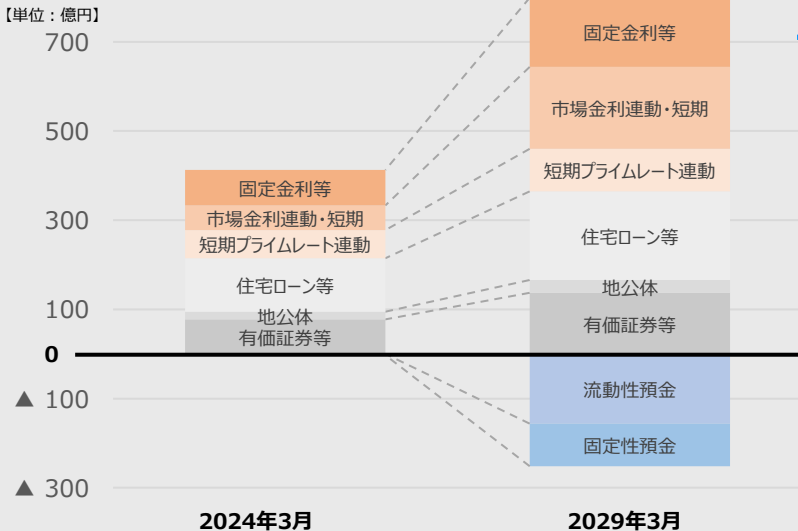 【単位：億円】
700
500
300
100
0
▲ 100
▲ 300
固定金利等
市場金利連動・短期
短期プライムレート連動
住宅ローン等
地公体
有価証券等
固定金利等
市場金利連動・短期
短期プライムレート連動
住宅ローン等
地公体
有価証券等
流動性預金
固定性預金
2024年3月
2029年3月